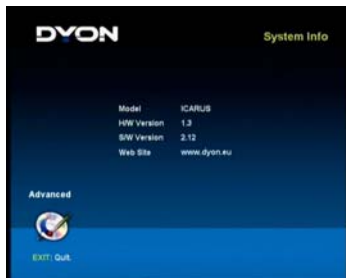 DYON
System Info
Model ICARUS
H/W Version 1.3
S/W Version 2.12
Web Site www.dyon.eu
Advanced
EXIT: Quit.